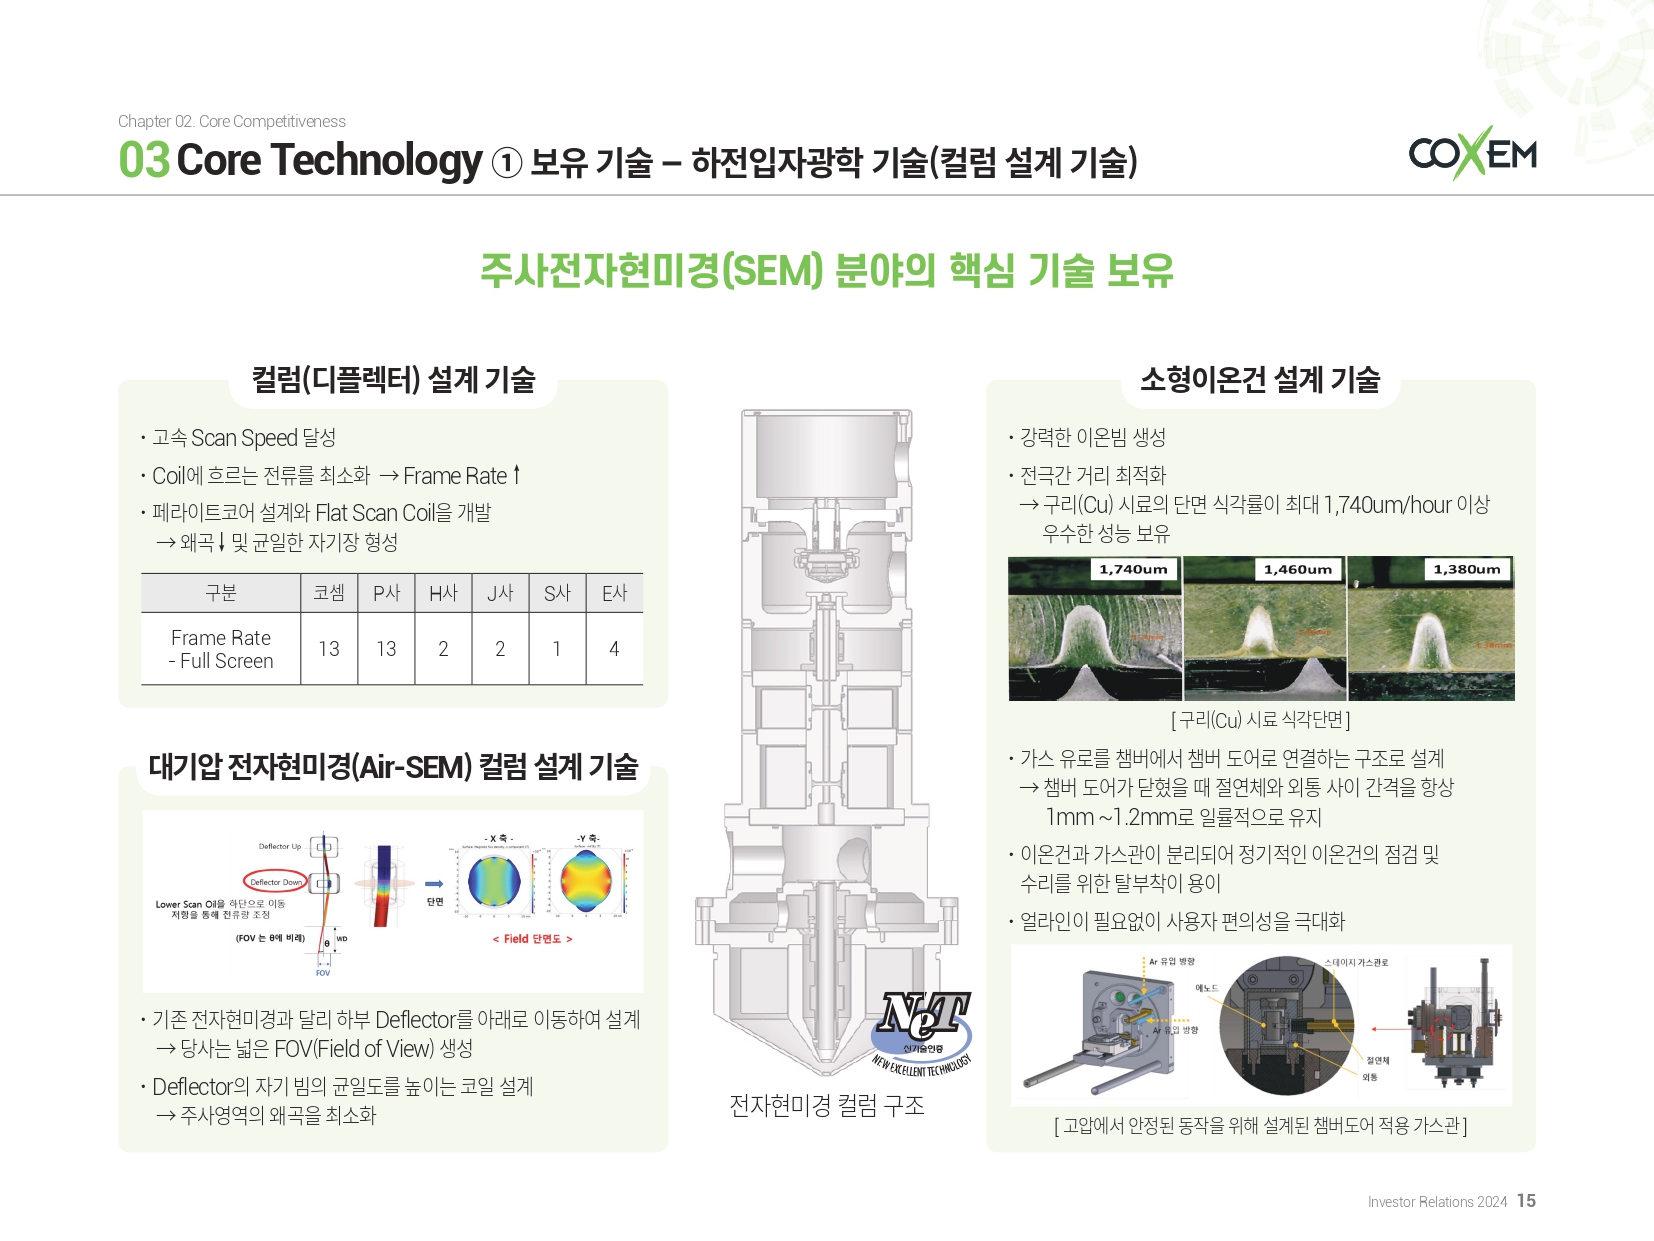 Chapter 02. Core Competitiveness
03 Core Technology ① 보유 기술 – 하전입자광학 기술(컬럼 설계 기술)
COXEM
주사전자현미경(SEM) 분야의 핵심 기술 보유
컬럼(디플렉터) 설계 기술
· 고속 Scan Speed 달성
· Coil에 흐르는 전류를 최소화 → Frame Rate ↑
· 페라이트코어 설계와 Flat Scan Coil을 개발
→ 왜곡↓ 및 균일한 자기장 형성
구분 코셈 P사 H사 J사 S사 E사
Frame Rate
- Full Screen
13 13 2 2 1 4
대기압 전자현미경(Air-SEM) 컬럼 설계 기술
Deflector Up
Deflector Down
Lower Scan Oil을 하단으로 이동
저항을 통해 전류량 조정
(FOV 는 θ에 비례)
θ
WD
FOV
단면
- X 축 -
-Y 축-
< Field 단면도 >
· 기존 전자현미경과 달리 하부 Deflector를 아래로 이동하여 설계
→ 당사는 넓은 FOV(Field of View) 생성
· Deflector의 자기 빔의 균일도를 높이는 코일 설계
→ 주사영역의 왜곡을 최소화
NeT
신기술인증
NEW EXCELLENT TECHNOLOGY
전자현미경 컬럼 구조
소형이온건 설계 기술
· 강력한 이온빔 생성
· 전극간 거리 최적화
→ 구리(Cu) 시료의 단면 식각률이 최대 1,740um/hour 이상
우수한 성능 보유
1,740um
1,460um
1,380um
[ 구리(Cu) 시료 식각단면 ]
· 가스 유로를 챔버에서 챔버 도어로 연결하는 구조로 설계
→ 챔버 도어가 닫혔을 때 절연체와 외통 사이 간격을 항상
1mm ~1.2mm로 일률적으로 유지
· 이온건과 가스관이 분리되어 정기적인 이온건의 점검 및
수리를 위한 탈부착이 용이
· 얼라인이 필요없이 사용자 편의성을 극대화
Ar 유입 방향
Ar 유입 방향
에노드
스테이지 가스관로
절연체
외통
[ 고압에서 안정된 동작을 위해 설계된 챔버도어 적용 가스관 ]
Investor Relations 2024 15